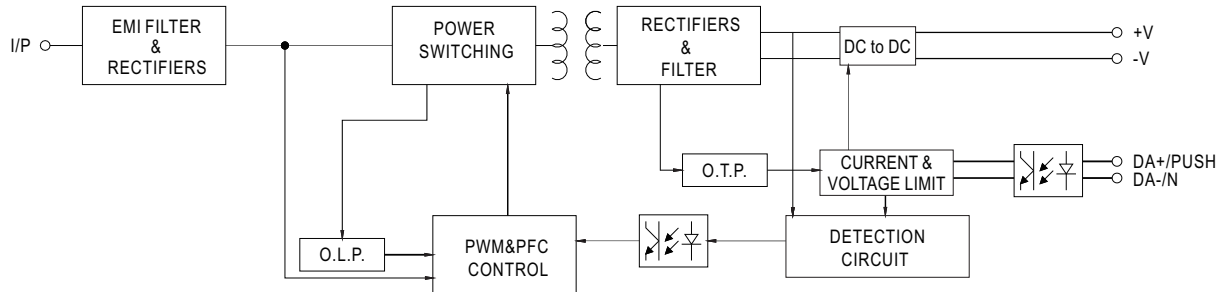 I/P
EMI FILTER
&
RECTIFIERS
POWER
SWITCHING
RECTIFIERS
&
FILTER
DC to DC
+V
-V
O.T.P.
CURRENT &
VOLTAGE LIMIT
DA+/PUSH
DA-/N
O.L.P.
PWM&PFC
CONTROL
DETECTION
CIRCUIT